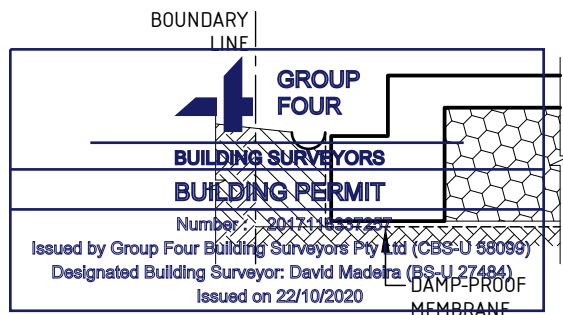 BOUNDARY
LINE
GROUP
FOUR
BUILDING SURVEYORS
BUILDING PERMIT
Number :
Issued by Group Four Building Surveyors Pty Ltd (CBS-U 58099)
Designated Building Surveyor: David Madeira (BS-U 27484)
Issued on 22/10/2020
DAMP-PROOF
MEMBRANE